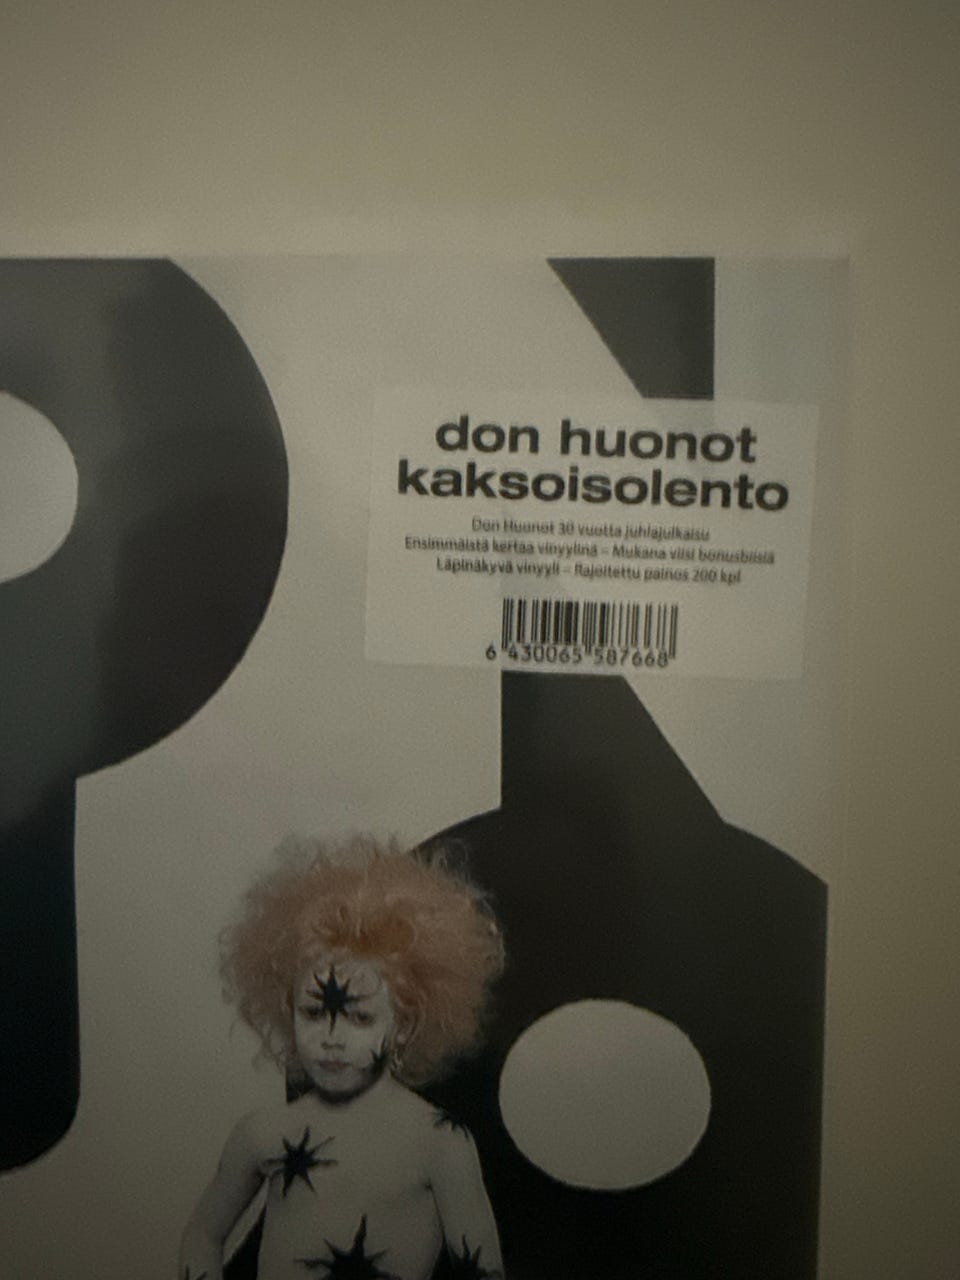 don huonot
kaksoisolento
Don Huonot 30 vuotta juhlajulkaisu
Ensimmäistä kertaa vinyylinä – Mukana viisi bonusbiisiä
Läpinäkyvä vinyyli – Rajoitettu painos 200 kpl
6 430065 587668